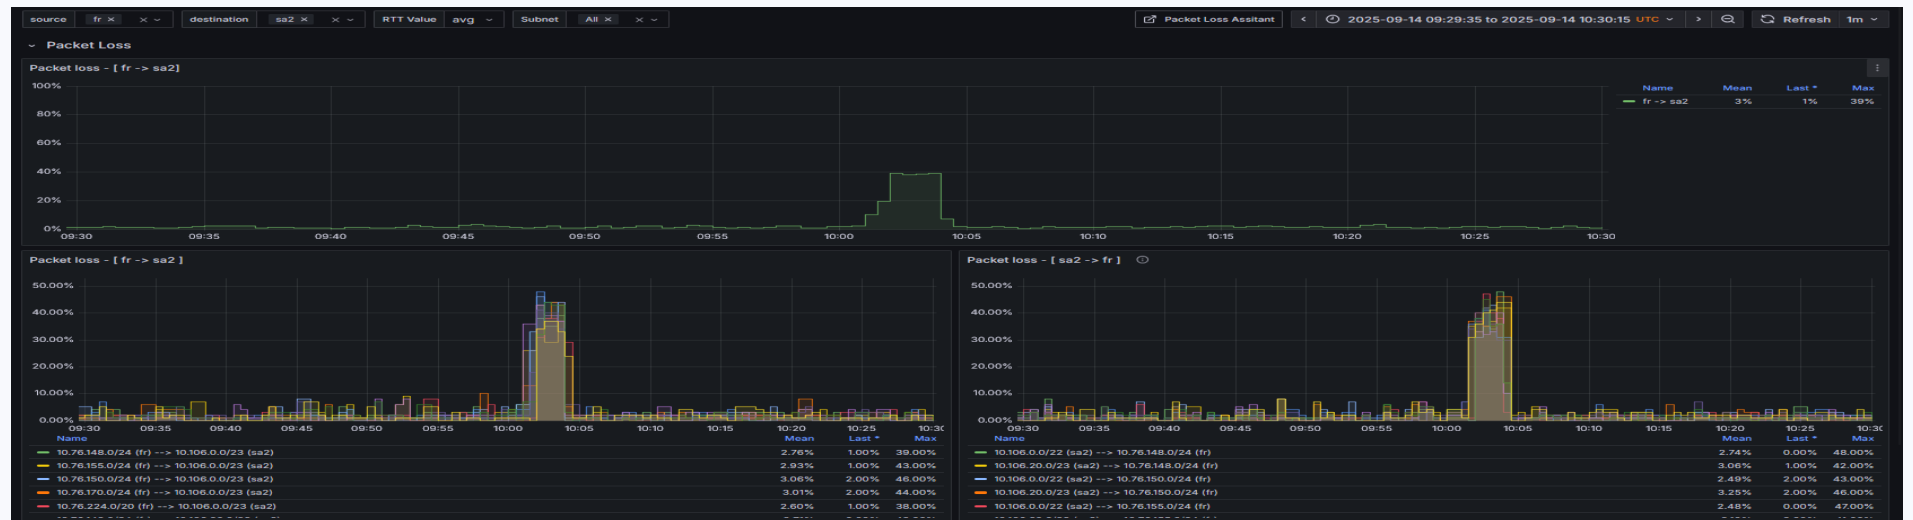 source fr × destination sa2 × RTT Value avg Subnet All × Packet Loss Assitant 2025-09-14 09:29:35 to 2025-09-14 10:30:15 UTC Refresh 1m
Packet Loss
Packet loss - [ fr -> sa2]
100%
80%
60%
40%
20%
0%
09:30 09:35 09:40 09:45 09:50 09:55 10:00 10:05 10:10 10:15 10:20 10:25 10:30
Name Mean Last * Max
fr -> sa2 3% 1% 39%
Packet loss - [ fr -> sa2 ]
50.00%
40.00%
30.00%
20.00%
10.00%
0.00%
09:30 09:35 09:40 09:45 09:50 09:55 10:00 10:05 10:10 10:15 10:20 10:25 10:3
Name Mean Last * Max
10.76.148.0/24 (fr) --> 10.106.0.0/23 (sa2) 2.76% 1.00% 39.00%
10.76.155.0/24 (fr) --> 10.106.0.0/23 (sa2) 2.93% 1.00% 43.00%
10.76.150.0/24 (fr) --> 10.106.0.0/23 (sa2) 3.06% 2.00% 46.00%
10.76.170.0/24 (fr) --> 10.106.0.0/23 (sa2) 3.01% 2.00% 44.00%
10.76.224.0/20 (fr) --> 10.106.0.0/23 (sa2) 2.60% 1.00% 38.00%
Packet loss - [ sa2 -> fr ]
50.00%
40.00%
30.00%
20.00%
10.00%
0.00%
09:30 09:35 09:40 09:45 09:50 09:55 10:00 10:05 10:10 10:15 10:20 10:25 10:3
Name Mean Last * Max
10.106.0.0/22 (sa2) --> 10.76.148.0/24 (fr) 2.74% 0.00% 48.00%
10.106.20.0/23 (sa2) --> 10.76.148.0/24 (fr) 3.06% 1.00% 42.00%
10.106.0.0/22 (sa2) --> 10.76.150.0/24 (fr) 2.49% 2.00% 43.00%
10.106.20.0/23 (sa2) --> 10.76.150.0/24 (fr) 3.25% 2.00% 46.00%
10.106.0.0/22 (sa2) --> 10.76.155.0/24 (fr) 2.48% 0.00% 47.00%